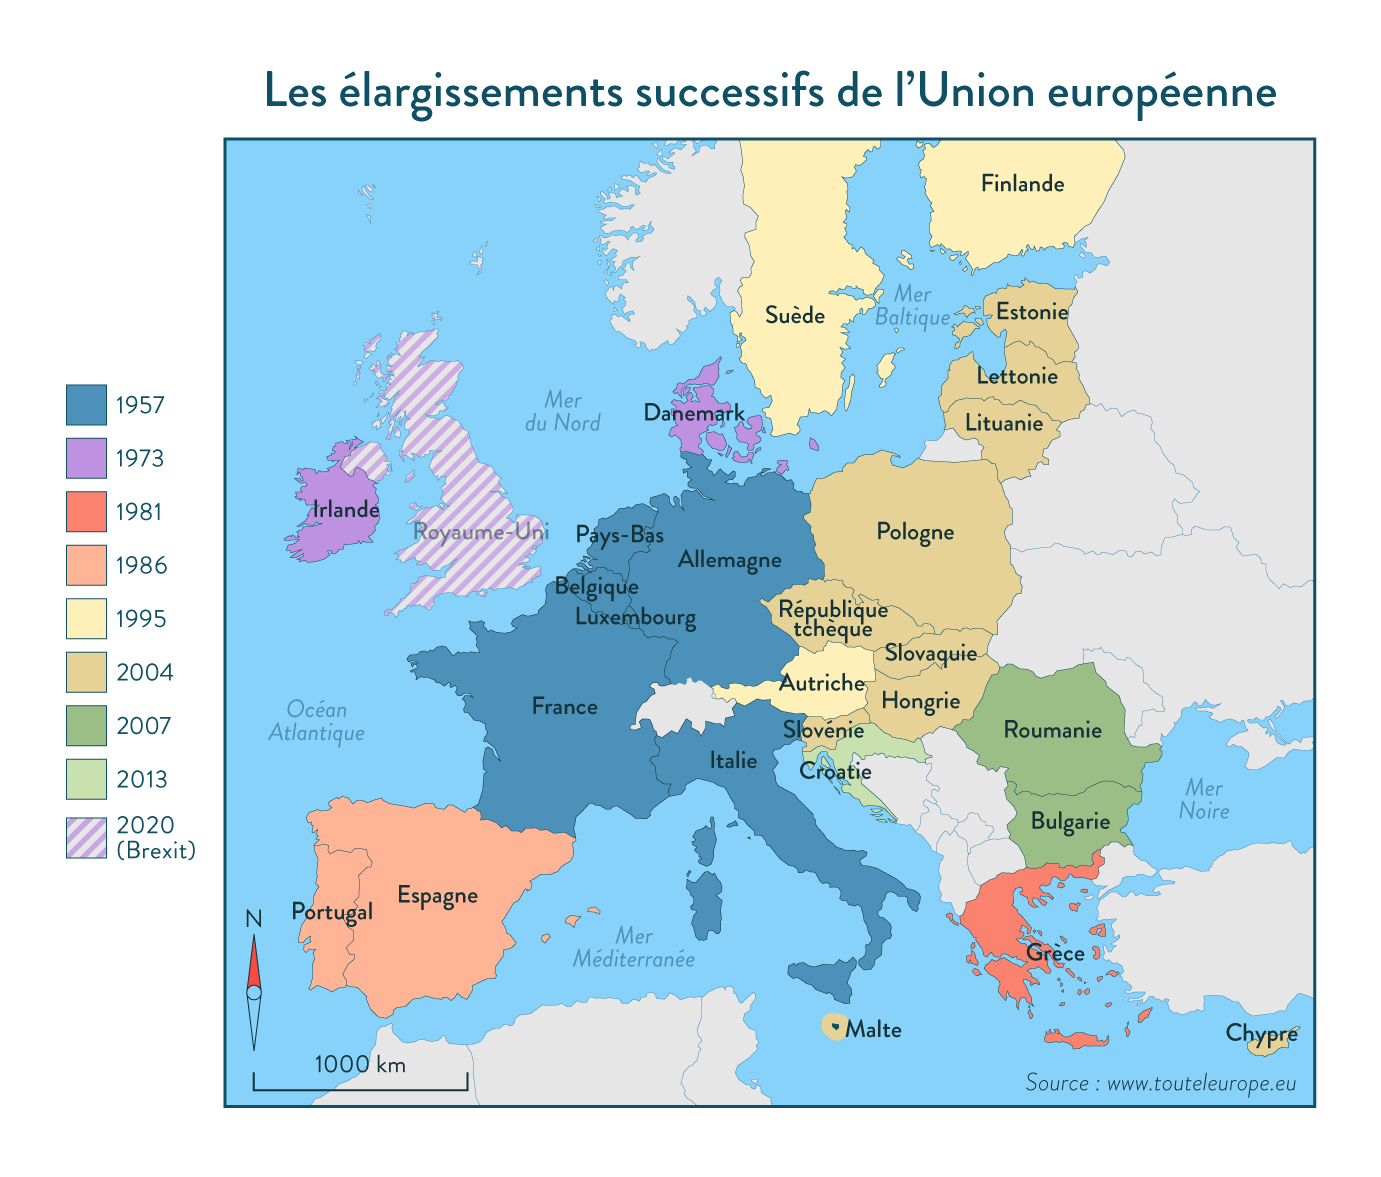 Les élargissements successifs de l'Union européenne
1957
1973
1981
1986
1995
2004
2007
2013
2020
(Brexit)
Finlande
Suède
Mer
Baltique
Estonie
Lettonie
Lituanie
Mer
du Nord
Danemark
Irlande
Royaume-Uni
Pays-Bas
Allemagne
Pologne
Belgique
Luxembourg
République
tchèque
Slovaquie
Autriche
Hongrie
France
Océan
Atlantique
Slovénie
Roumanie
Italie
Croatie
Mer
Noire
Bulgarie
Espagne
Portugal
N
Mer
Méditerranée
Grèce
Malte
Chypre
1000 km
Source : www.touteleurope.eu